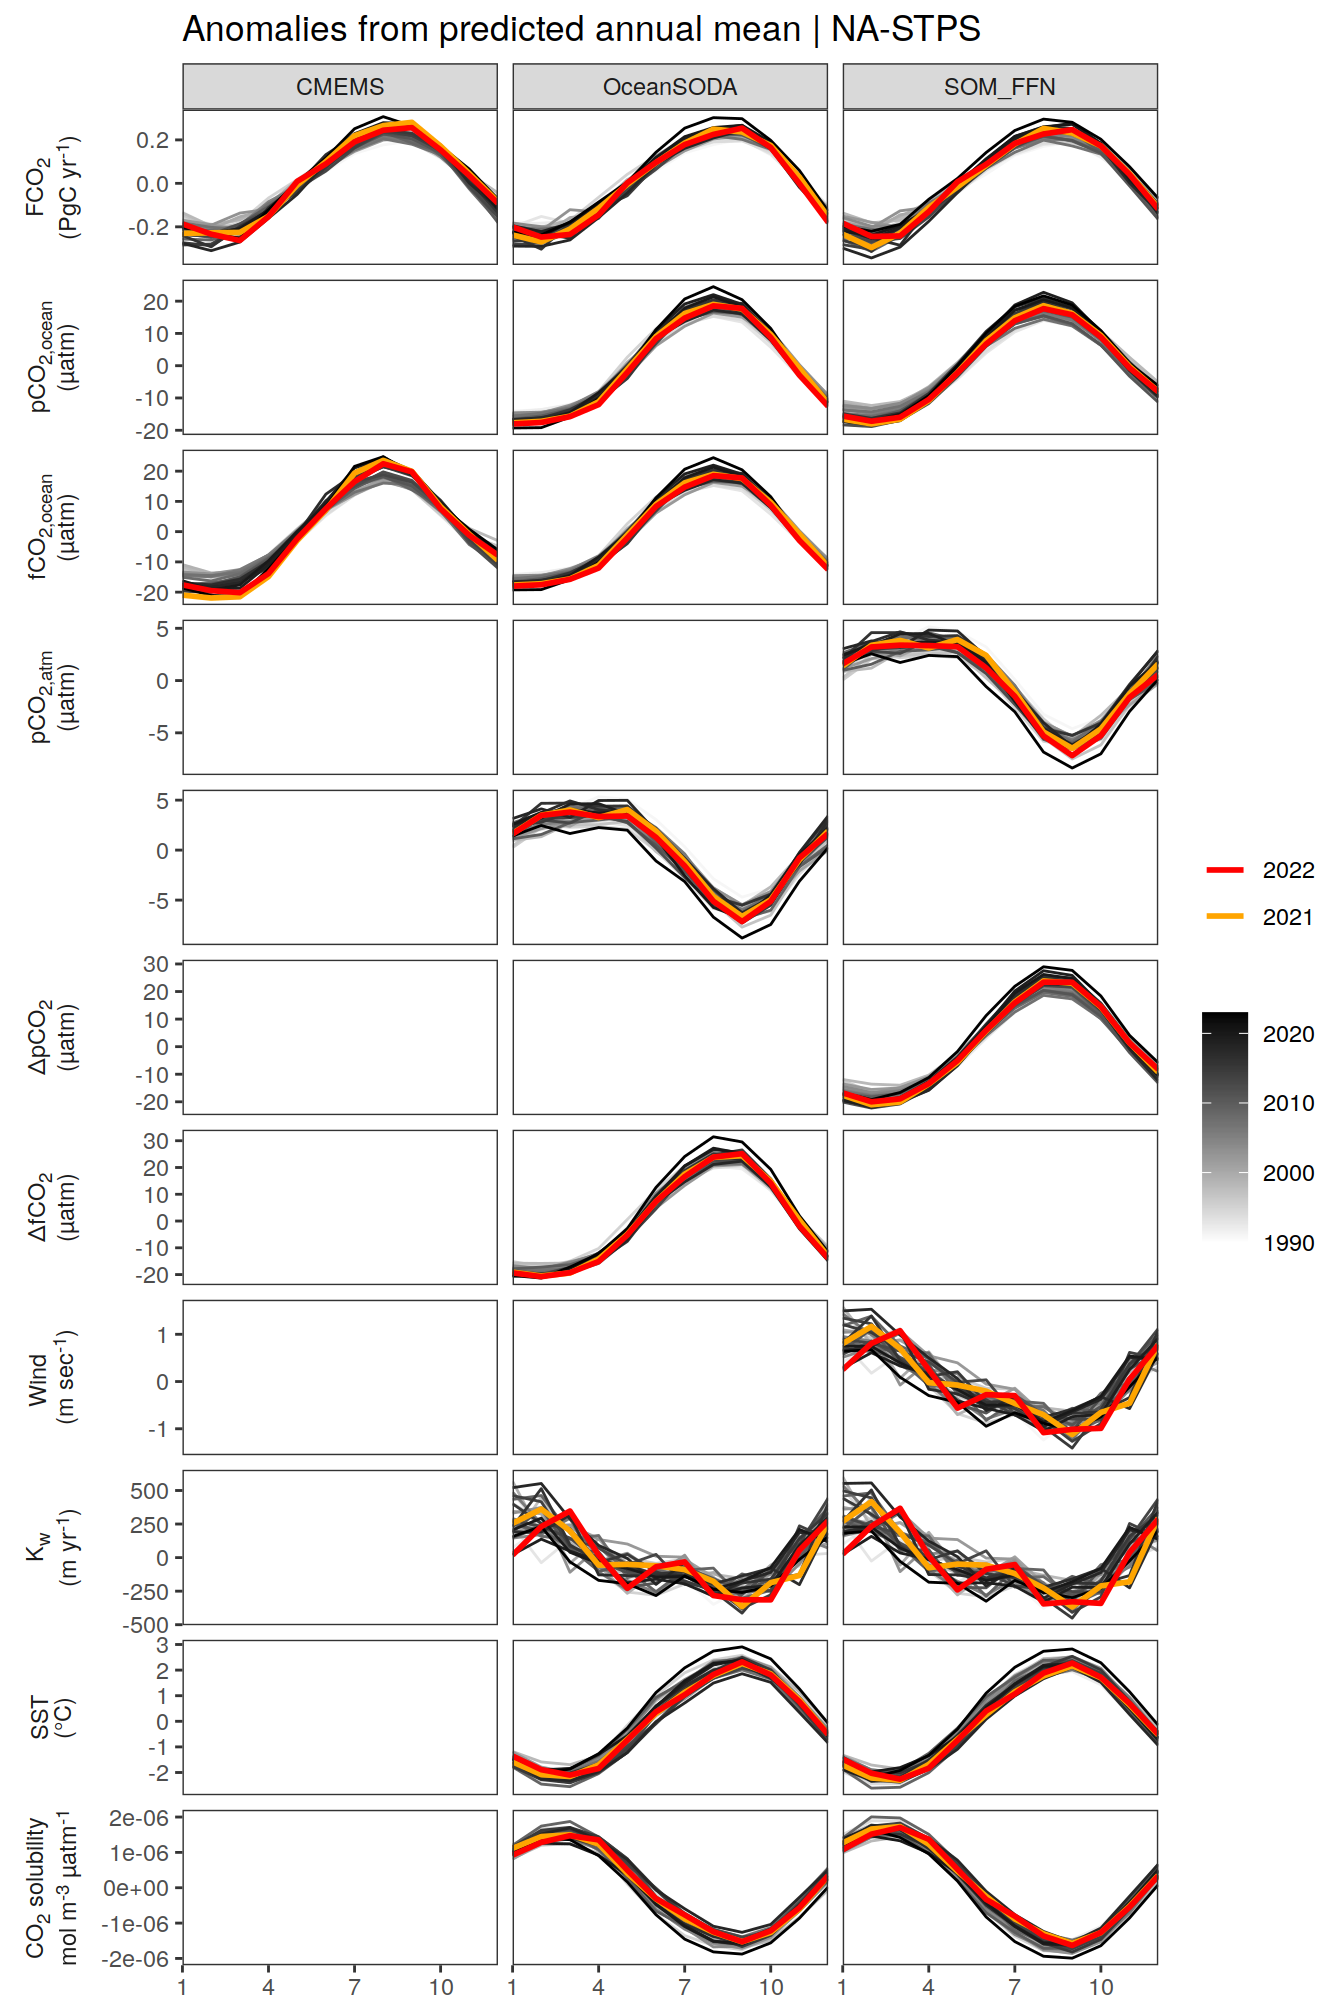 Anomalies from predicted annual mean | NA-STPS
CMEMS
OceanSODA
SOM_FFN
FCO2
(PgC yr-1)
0.2
0.0
-0.2
pCO2,ocean
(µatm)
20
10
0
-10
-20
fCO2,ocean
(µatm)
20
10
0
-10
-20
pCO2,atm
(µatm)
5
0
-5
5
0
-5
ΔpCO2
(µatm)
30
20
10
0
-10
-20
ΔfCO2
(µatm)
30
20
10
0
-10
-20
Wind
(m sec-1)
1
0
-1
Kw
(m yr-1)
500
250
0
-250
-500
SST
(°C)
3
2
1
0
-1
-2
CO2 solubility
mol m-3 µatm-1
2e-06
1e-06
0e+00
-1e-06
-2e-06
1 4 7 10
1 4 7 10
1 4 7 10
2022
2021
2020
2010
2000
1990